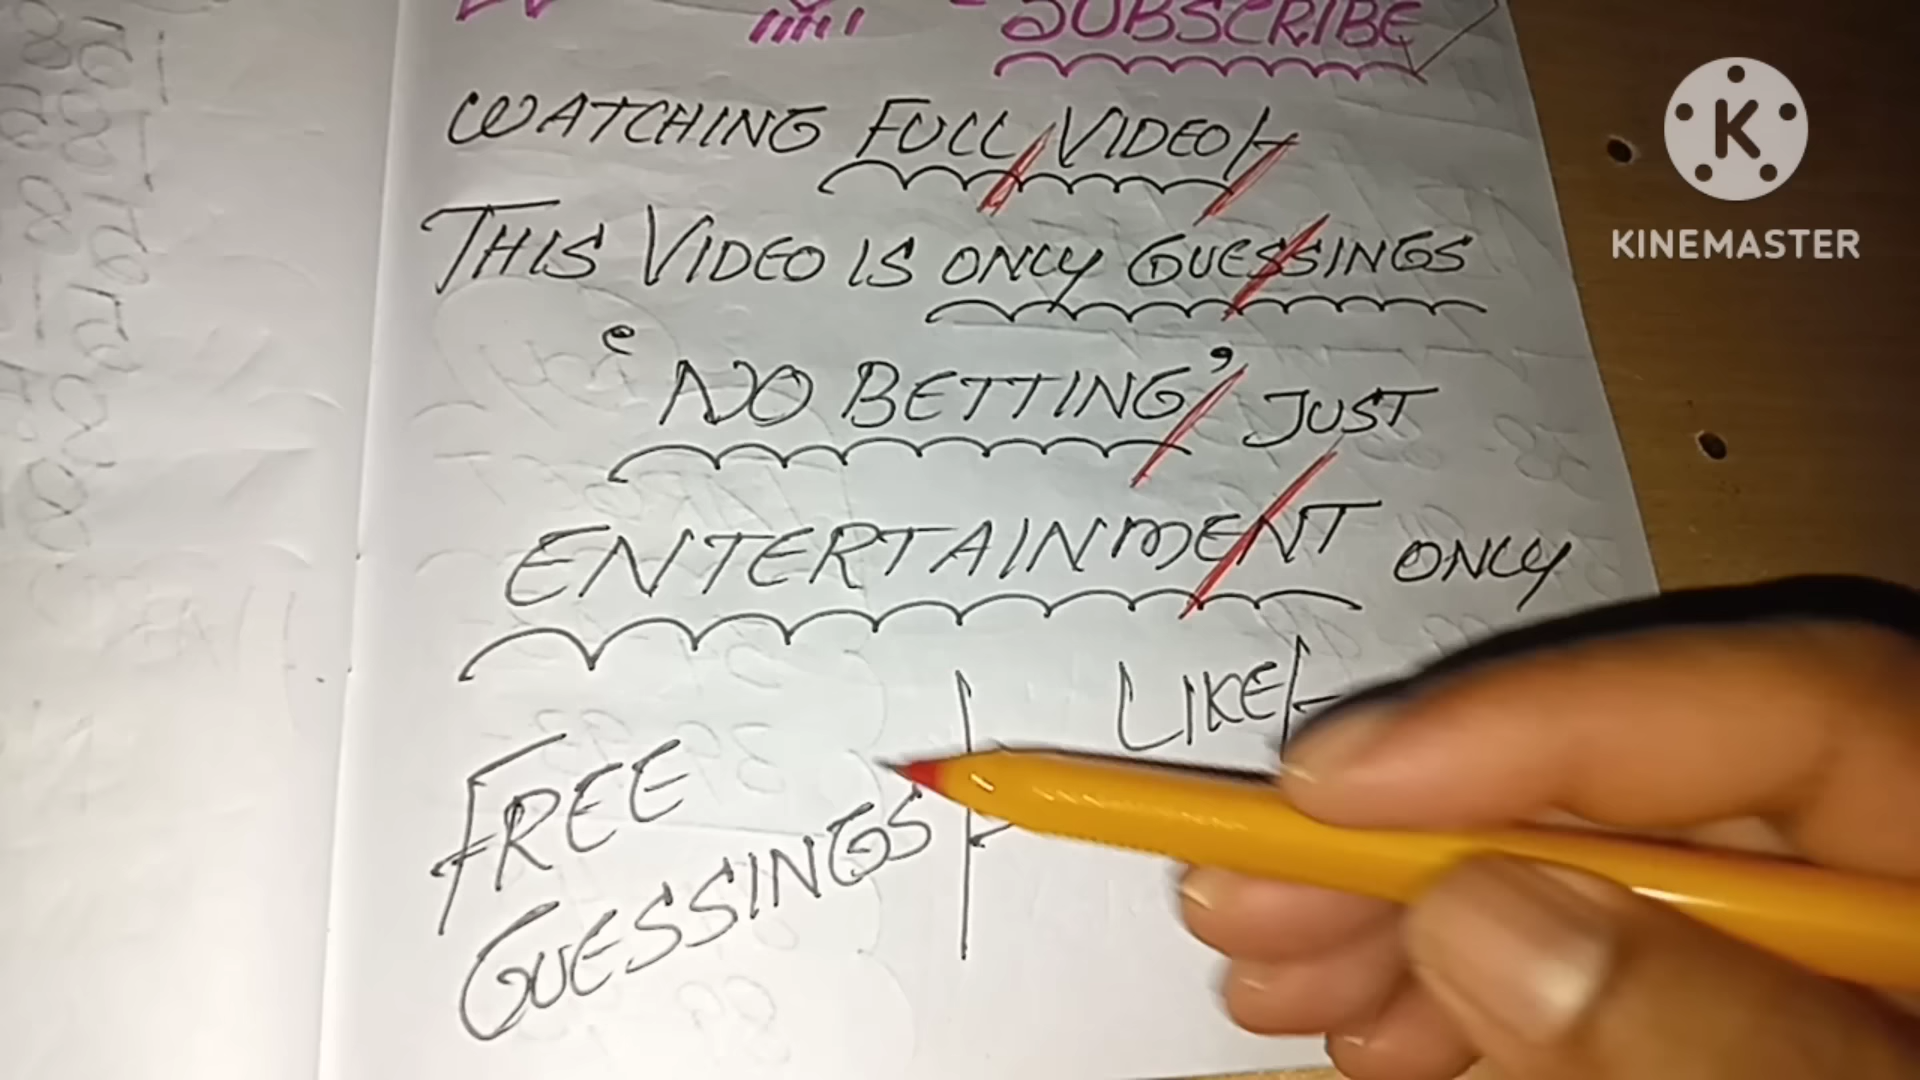 SUBSCRIBE
WATCHING FULL VIDEO
THIS VIDEO IS ONLY GUESSINGS
'NO BETTING' JUST
ENTERTAINMENT ONLY
LIKE
FREE
GUESSINGS
K
KINEMASTER